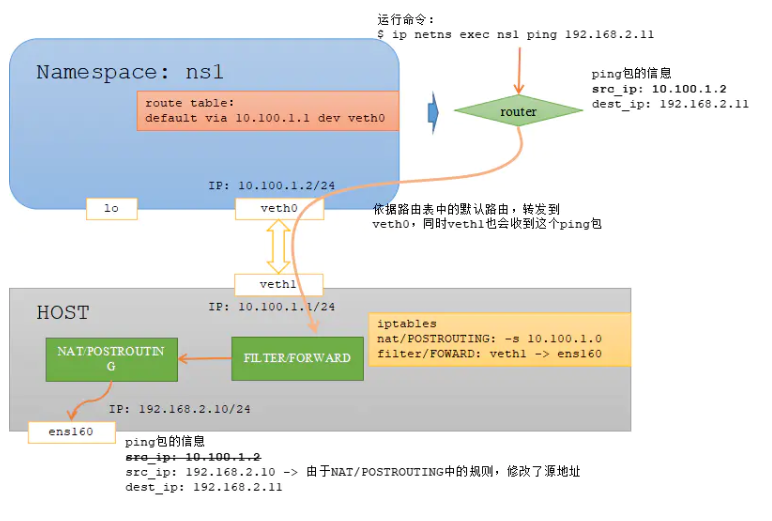 运行命令:
$ ip netns exec ns1 ping 192.168.2.11
Namespace: ns1
route table:
default via 10.100.1.1 dev veth0
ping包的信息
src_ip: 10.100.1.2
dest_ip: 192.168.2.11
router
IP: 10.100.1.2/24
lo
veth0
依据路由表中的默认路由，转发到
veth0，同时veth1也会收到这个ping包
veth1
HOST
IP: 10.100.1.1/24
iptables
nat/POSTROUTING: -s 10.100.1.0
filter/FOWARD: veth1 -> ens160
NAT/POSTROUTIN
G
FILTER/FORWARD
IP: 192.168.2.10/24
ens160
ping包的信息
src_ip: 10.100.1.2
src_ip: 192.168.2.10 -> 由于NAT/POSTROUTING中的规则，修改了源地址
dest_ip: 192.168.2.11